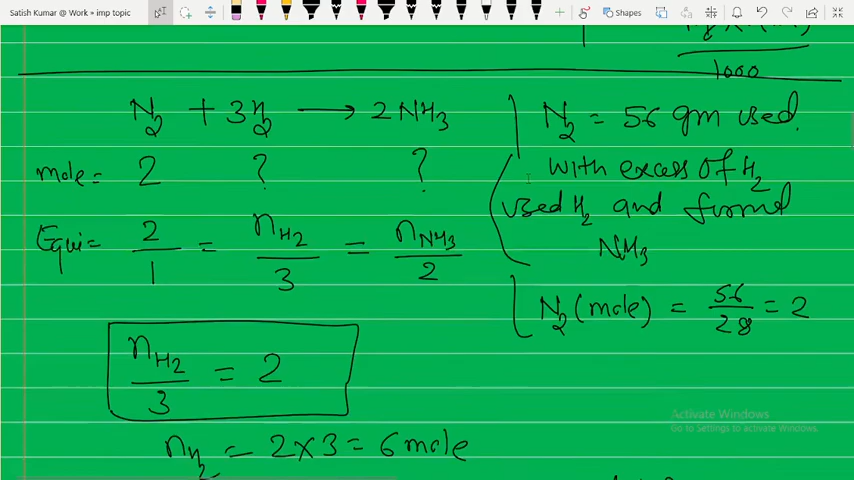 Satish Kumar @ Work » imp topic
Shapes
1000
N2 + 3H2 → 2NH3
mole = 2 ? ?
Equi = 2/1 = nH2/3 = nNH3/2
nH2/3 = 2
nH2 = 2×3 = 6 mole
N2 = 56 gm used.
with excess of H2
used H2 and formd
NH3
N2 (mole) = 56/28 = 2
Activate Windows
Go to Settings to activate Windows.